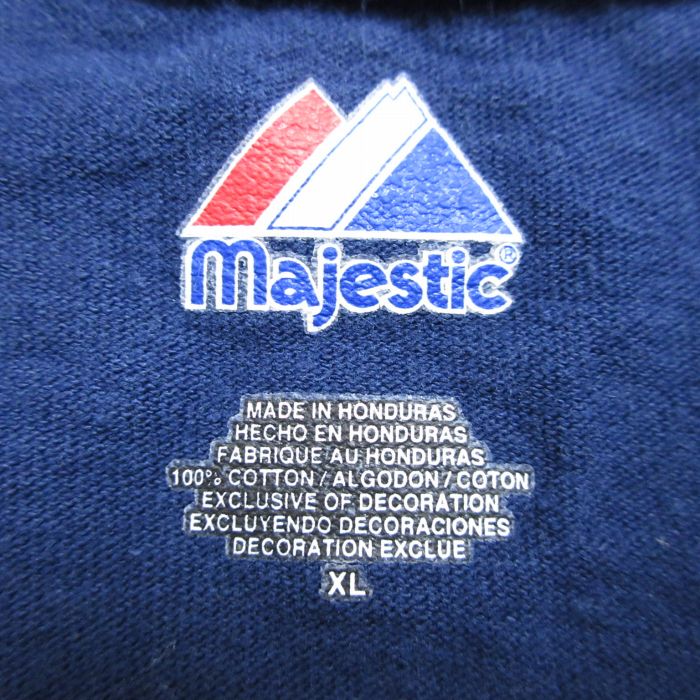 majestic®
MADE IN HONDURAS
HECHO EN HONDURAS
FABRIQUE AU HONDURAS
100% COTTON / ALGODON / COTON
EXCLUSIVE OF DECORATION
EXCLUYENDO DECORACIONES
DECORATION EXCLUE
XL